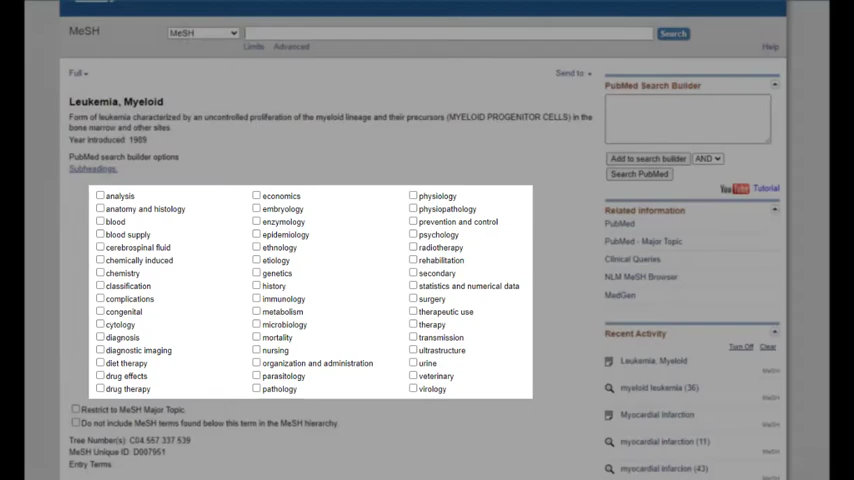 MeSH
MeSH
Search
Limits Advanced
Help
Full
Send to
Leukemia, Myeloid
Form of leukemia characterized by an uncontrolled proliferation of the myeloid lineage and their precursors (MYELOID PROGENITOR CELLS) in the
bone marrow and other sites.
Year introduced: 1989
PubMed search builder options
Subheadings:
analysis
anatomy and histology
blood
blood supply
cerebrospinal fluid
chemically induced
chemistry
classification
complications
congenital
cytology
diagnosis
diagnostic imaging
diet therapy
drug effects
drug therapy
economics
embryology
enzymology
epidemiology
ethnology
etiology
genetics
history
immunology
metabolism
microbiology
mortality
nursing
organization and administration
parasitology
pathology
physiology
physiopathology
prevention and control
psychology
radiotherapy
rehabilitation
secondary
statistics and numerical data
surgery
therapeutic use
therapy
transmission
ultrastructure
urine
veterinary
virology
Restrict to MeSH Major Topic.
Do not include MeSH terms found below this term in the MeSH hierarchy.
Tree Number(s): C04.557.337.539
MeSH Unique ID: D007951
Entry Terms:
PubMed Search Builder
Add to search builder AND
Search PubMed
YouTube Tutorial
Related information
PubMed
PubMed - Major Topic
Clinical Queries
NLM MeSH Browser
MedGen
Recent Activity
Turn Off Clear
Leukemia, Myeloid
MeSH
myeloid leukemia (36)
MeSH
Myocardial Infarction
MeSH
myocardial infarction (11)
MeSH
myocardial infarcion (43)
MeSH